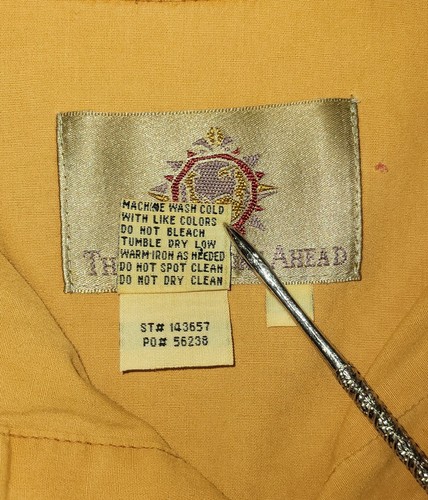 MACHINE WASH COLD
WITH LIKE COLORS
DO NOT BLEACH
TUMBLE DRY LOW
WARM IRON AS NEEDED
DO NOT SPOT CLEAN
DO NOT DRY CLEAN
AHEAD
ST# 143657
PO# 56238